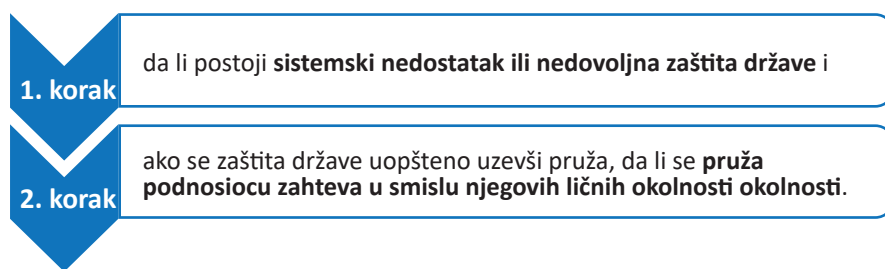 1. korak
da li postoji sistemski nedostatak ili nedovoljna zaštita države i
2. korak
ako se zaštita države uopšteno uzevši pruža, da li se pruža
podnosiocu zahteva u smislu njegovih ličnih okolnosti okolnosti.